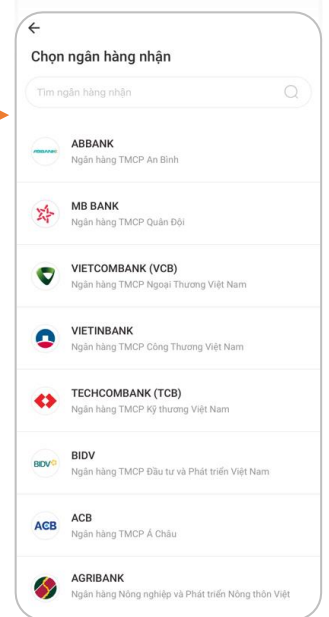 Chọn ngân hàng nhận
Tìm ngân hàng nhận
ABBANK
ABBANK
Ngân hàng TMCP An Bình
MB BANK
Ngân hàng TMCP Quân Đội
VIETCOMBANK (VCB)
Ngân hàng TMCP Ngoại Thương Việt Nam
VIETINBANK
Ngân hàng TMCP Công Thương Việt Nam
TECHCOMBANK (TCB)
Ngân hàng TMCP Kỹ thương Việt Nam
BIDV
BIDV
Ngân hàng TMCP Đầu tư và Phát triển Việt Nam
ACB
ACB
Ngân hàng TMCP Á Châu
AGRIBANK
Ngân hàng Nông nghiệp và Phát triển Nông thôn Việt